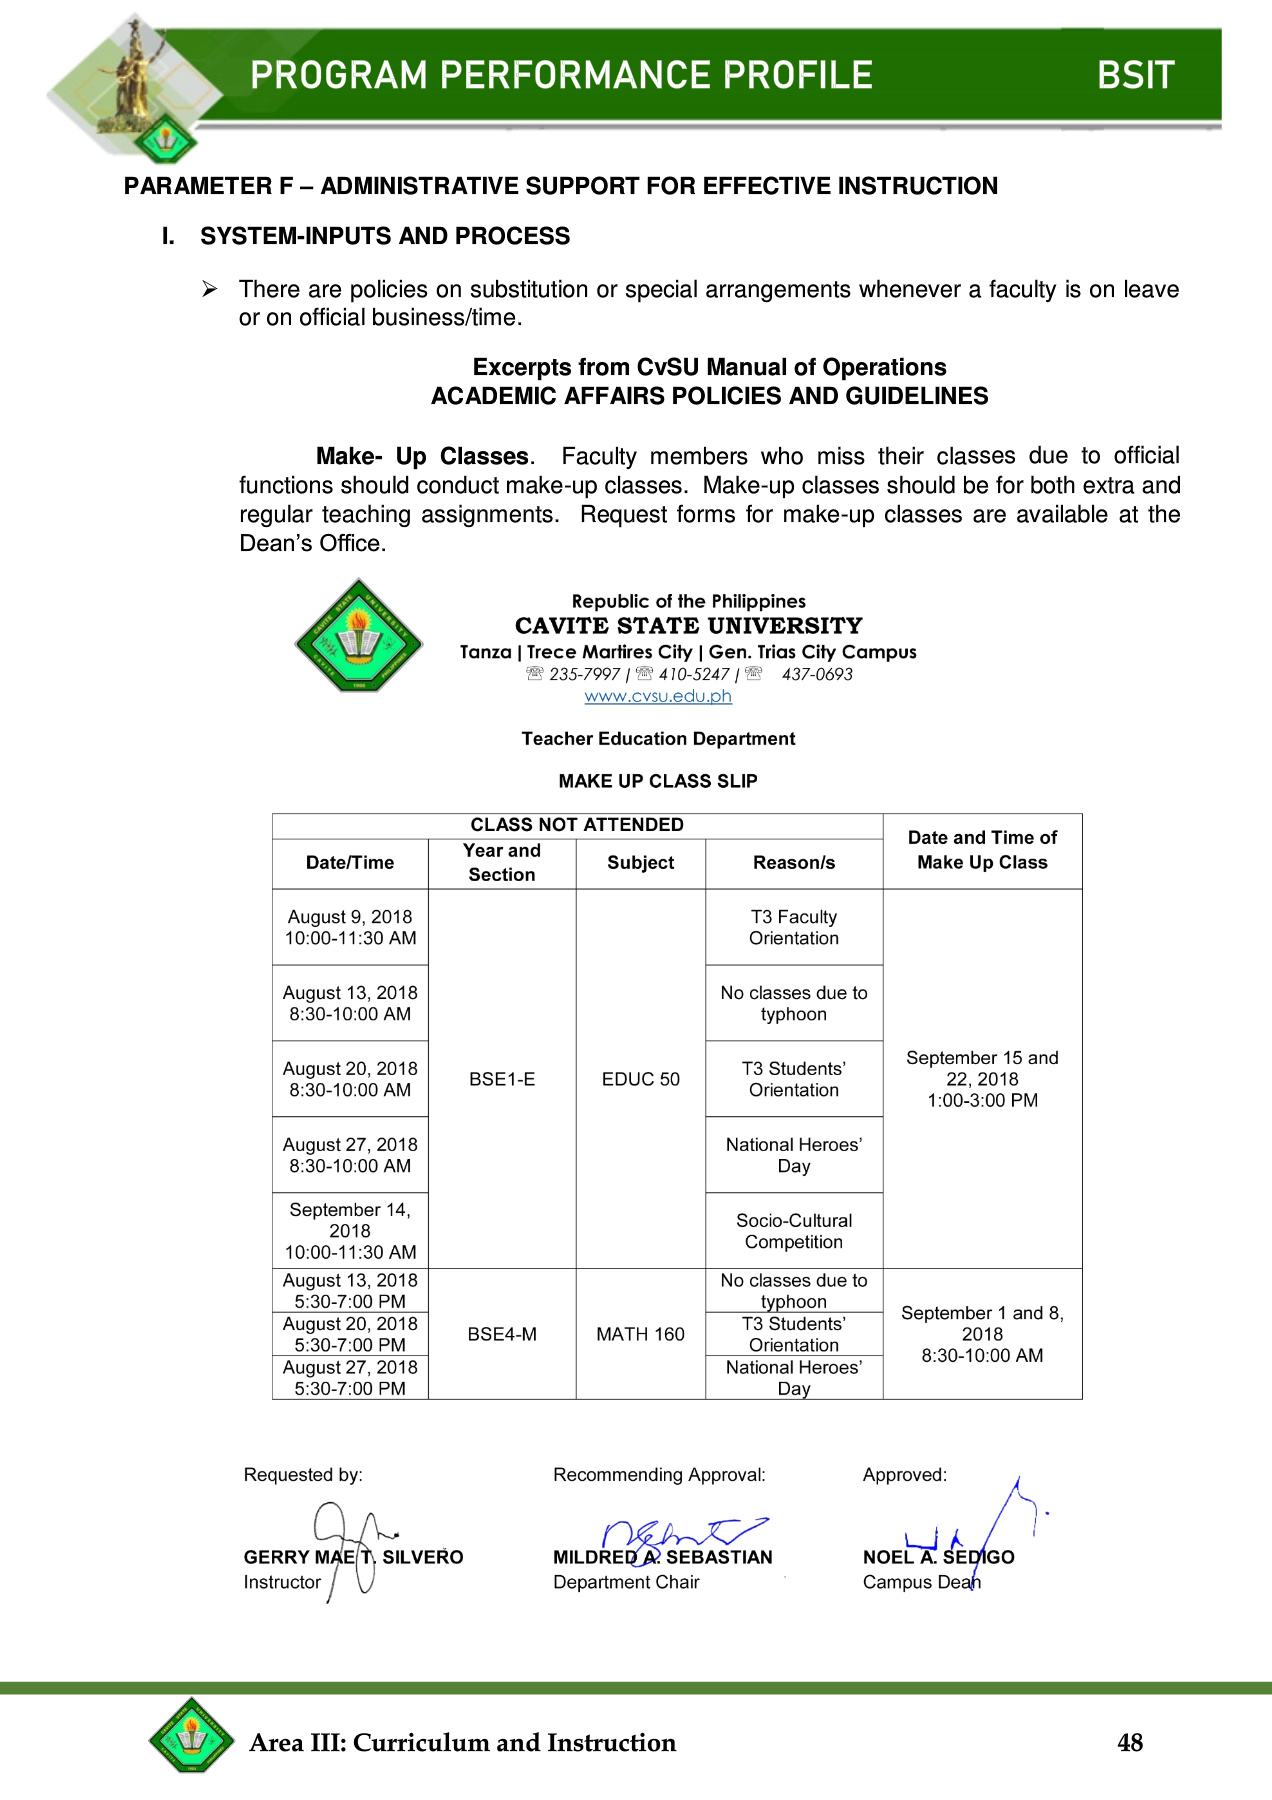 PROGRAM PERFORMANCE PROFILE BSIT
PARAMETER F – ADMINISTRATIVE SUPPORT FOR EFFECTIVE INSTRUCTION
I. SYSTEM-INPUTS AND PROCESS
➢ There are policies on substitution or special arrangements whenever a faculty is on leave
or on official business/time.
Excerpts from CvSU Manual of Operations
ACADEMIC AFFAIRS POLICIES AND GUIDELINES
Make- Up Classes. Faculty members who miss their classes due to official
functions should conduct make-up classes. Make-up classes should be for both extra and
regular teaching assignments. Request forms for make-up classes are available at the
Dean's Office.
CAVITE STATE UNIVERSITY
CAVITE PHILIPPINES
1906
Republic of the Philippines
CAVITE STATE UNIVERSITY
Tanza | Trece Martires City | Gen. Trias City Campus
☏ 235-7997 | ☏ 410-5247 | ☏ 437-0693
www.cvsu.edu.ph
Teacher Education Department
MAKE UP CLASS SLIP
CLASS NOT ATTENDED
Date and Time of
Make Up Class
Date/Time
Year and
Section
Subject
Reason/s
August 9, 2018
10:00-11:30 AM
T3 Faculty
Orientation
August 13, 2018
8:30-10:00 AM
No classes due to
typhoon
August 20, 2018
8:30-10:00 AM
BSE1-E
EDUC 50
T3 Students'
Orientation
September 15 and
22, 2018
1:00-3:00 PM
August 27, 2018
8:30-10:00 AM
National Heroes'
Day
September 14,
2018
10:00-11:30 AM
Socio-Cultural
Competition
August 13, 2018
5:30-7:00 PM
No classes due to
typhoon
August 20, 2018
5:30-7:00 PM
BSE4-M
MATH 160
T3 Students'
Orientation
September 1 and 8,
2018
8:30-10:00 AM
August 27, 2018
5:30-7:00 PM
National Heroes'
Day
Requested by:
Recommending Approval:
Approved:
GERRY MAE T. SILVERO
MILDRED A. SEBASTIAN
NOEL A. SEDIGO
Instructor
Department Chair
Campus Dean
Area III: Curriculum and Instruction 48